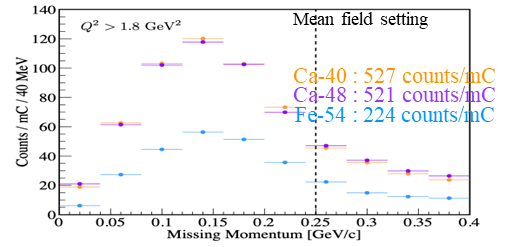 Mean field setting
Q² > 1.8 GeV²
Ca-40 : 527 counts/mC
Ca-48 : 521 counts/mC
Fe-54 : 224 counts/mC
Counts / mC / 40 MeV
140
120
100
80
60
40
20
0
0 0.05 0.1 0.15 0.2 0.25 0.3 0.35 0.4
Missing Momentum [GeV/c]